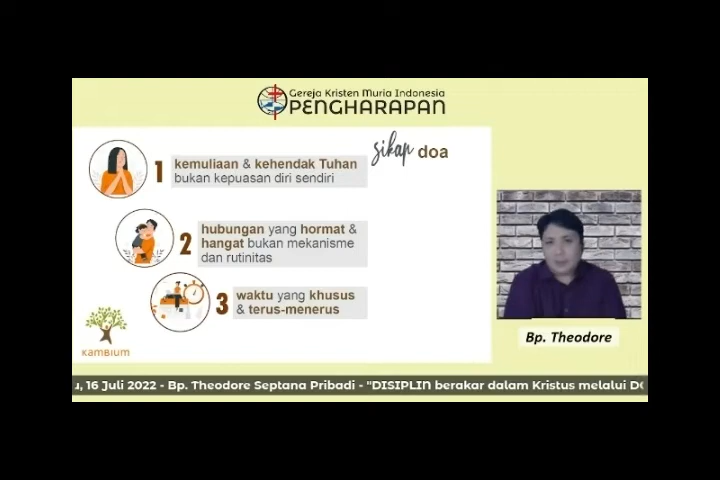 Gereja Kristen Muria Indonesia
PENGHARAPAN
sikap doa
1 kemuliaan & kehendak Tuhan
bukan kepuasan diri sendiri
2 hubungan yang hormat &
hangat bukan mekanisme
dan rutinitas
3 waktu yang khusus
& terus-menerus
KAMBIUM
Bp. Theodore
16 Juli 2022 - Bp. Theodore Septana Pribadi - "DISIPLIN berakar dalam Kristus melalui